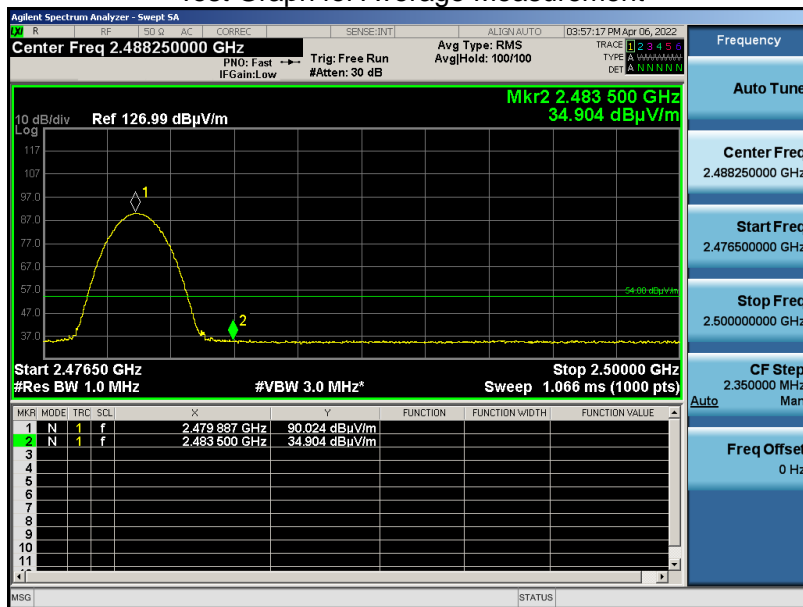 Test Graph for Average Measurement
Agilent Spectrum Analyzer - Swept SA
LXI R RF 50 Ω AC CORREC SENSE:INT ALIGN AUTO 03:57:17 PM Apr 06, 2022
Center Freq 2.488250000 GHz
PNO: Fast
IFGain:Low
Trig: Free Run
#Atten: 30 dB
Avg Type: RMS
Avg|Hold: 100/100
TRACE 1 2 3 4 5 6
TYPE A WWWWW
DET A N N N N N
Mkr2 2.483 500 GHz
34.904 dBµV/m
10 dB/div Ref 126.99 dBµV/m
Log
117
107
97.0
87.0
77.0
67.0
57.0
47.0
37.0
1
2
54.00 dBµV/m
Start 2.47650 GHz Stop 2.50000 GHz
#Res BW 1.0 MHz #VBW 3.0 MHz* Sweep 1.066 ms (1000 pts)
MKR MODE TRC SCL X Y FUNCTION FUNCTION WIDTH FUNCTION VALUE
1 N 1 f 2.479 887 GHz 90.024 dBµV/m
2 N 1 f 2.483 500 GHz 34.904 dBµV/m
3
4
5
6
7
8
9
10
11
MSG STATUS
Frequency
Auto Tune
Center Freq
2.488250000 GHz
Start Freq
2.476500000 GHz
Stop Freq
2.500000000 GHz
CF Step
2.350000 MHz
Auto Man
Freq Offset
0 Hz